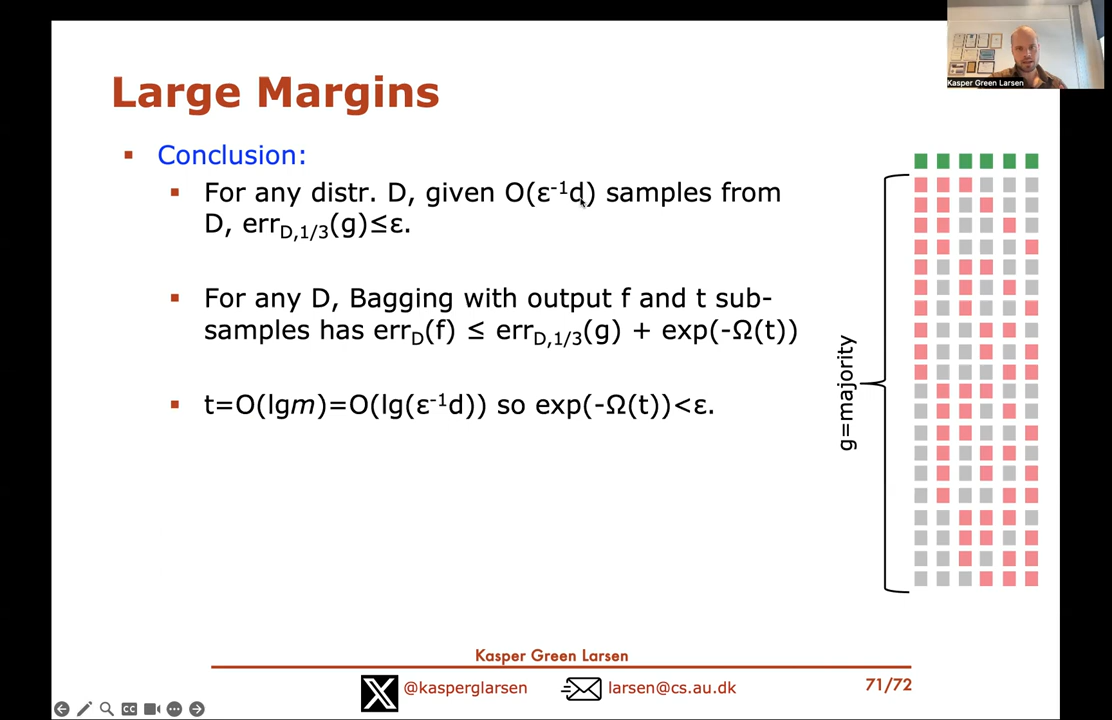 Kasper Green Larsen
Large Margins
Conclusion:
For any distr. D, given O(ε⁻¹d) samples from
D, err_D,1/3(g)≤ε.
For any D, Bagging with output f and t sub-
samples has err_D(f) ≤ err_D,1/3(g) + exp(-Ω(t))
t=O(lgm)=O(lg(ε⁻¹d)) so exp(-Ω(t))<ε.
g=majority
Kasper Green Larsen
@kasperglarsen
larsen@cs.au.dk
71/72
CC